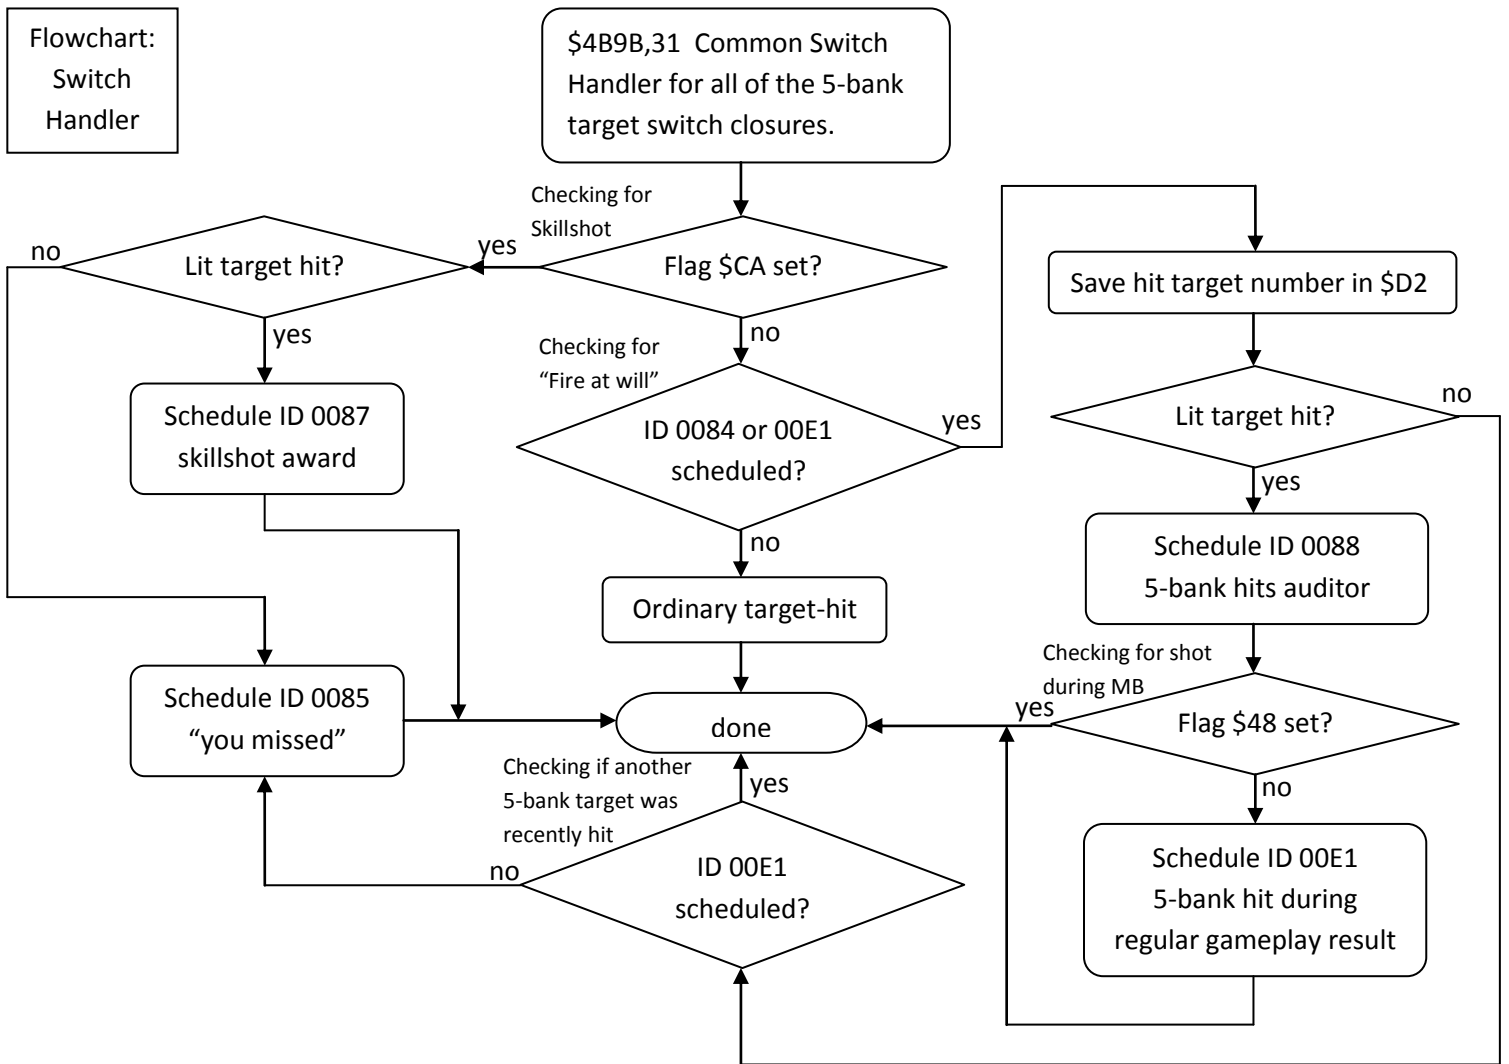 Flowchart:
Switch
Handler
$4B9B,31  Common Switch
Handler for all of the 5-bank
target switch closures.
Checking for
Skillshot
no
Lit target hit?
yes
Flag $CA set?
Save hit target number in $D2
yes
no
Checking for
“Fire at will”
Schedule ID 0087
skillshot award
ID 0084 or 00E1
scheduled?
yes
Lit target hit?
no
yes
no
Schedule ID 0088
5-bank hits auditor
Ordinary target-hit
Checking for shot
during MB
Schedule ID 0085
“you missed”
done
yes
Flag $48 set?
Checking if another
5-bank target was
recently hit
yes
no
no
ID 00E1
scheduled?
Schedule ID 00E1
5-bank hit during
regular gameplay result